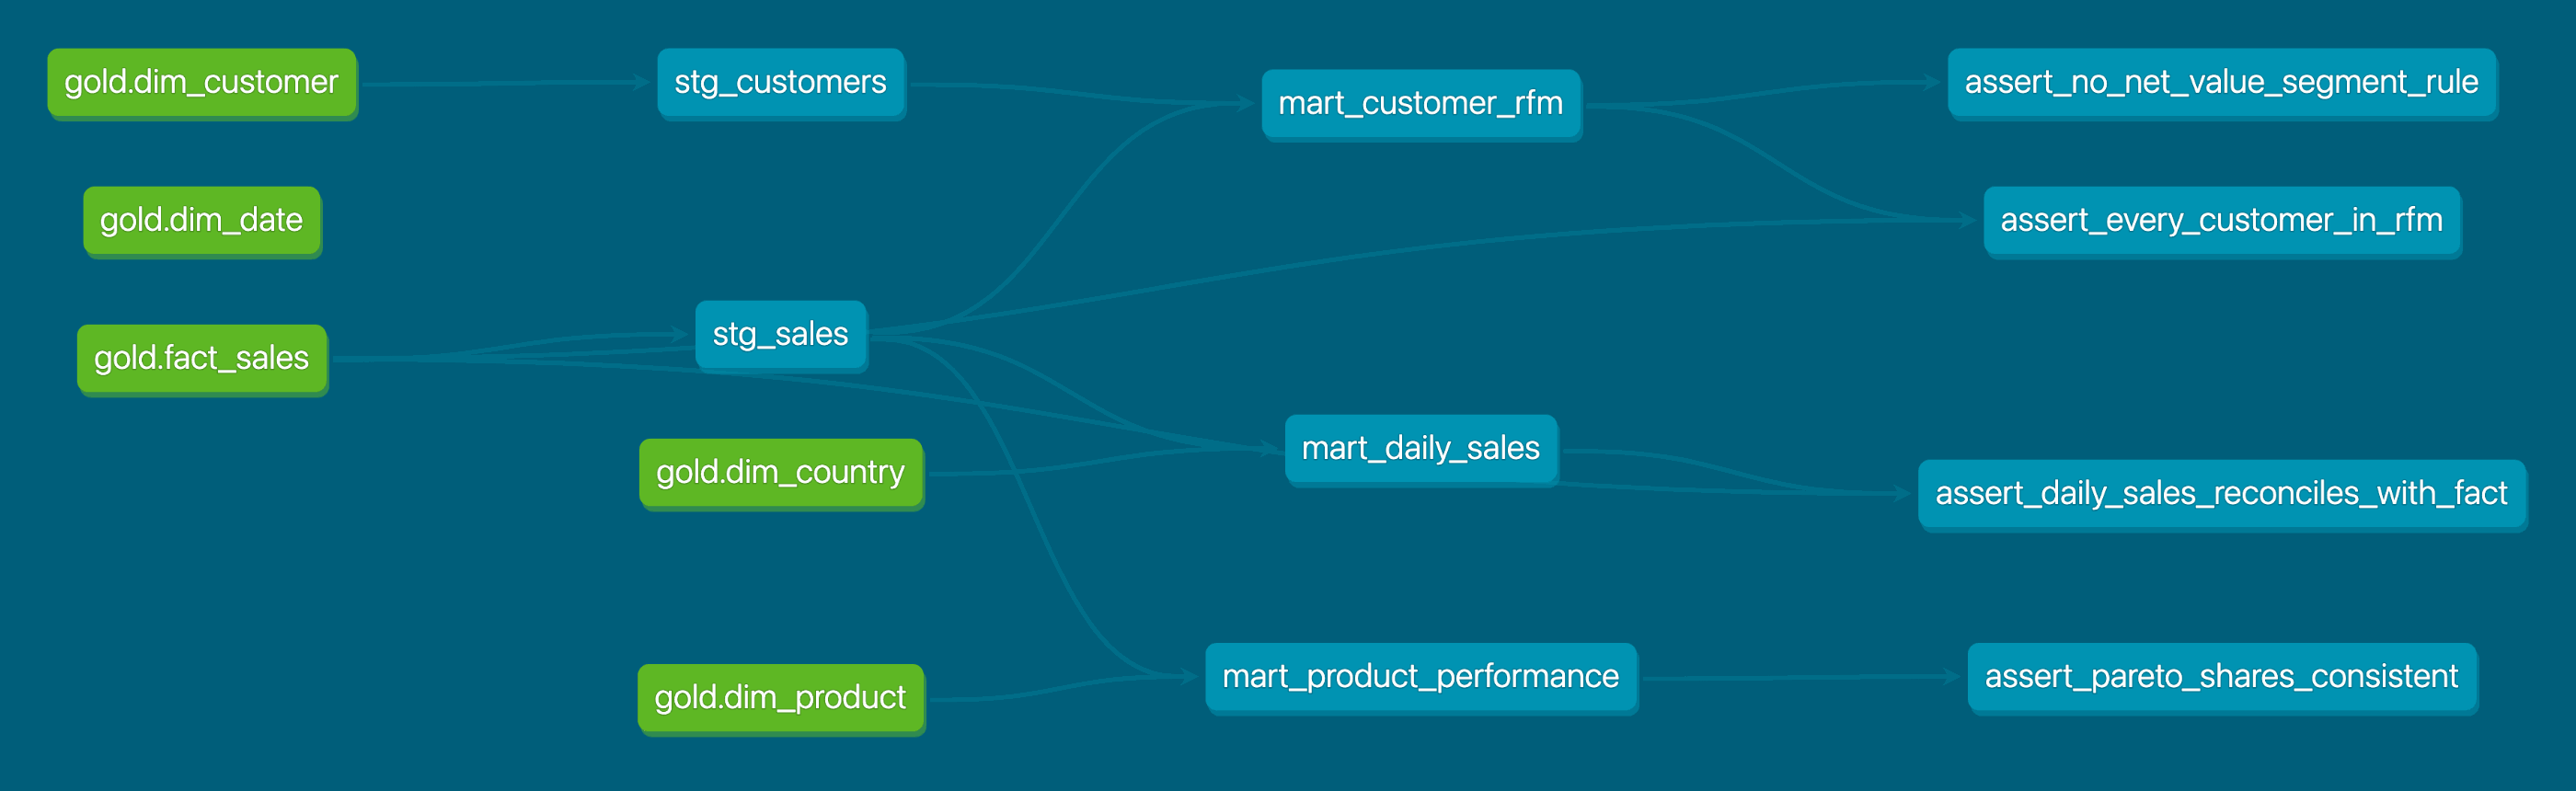 gold.dim_customer
stg_customers
mart_customer_rfm
assert_no_net_value_segment_rule
gold.dim_date
assert_every_customer_in_rfm
gold.fact_sales
stg_sales
gold.dim_country
mart_daily_sales
assert_daily_sales_reconciles_with_fact
gold.dim_product
mart_product_performance
assert_pareto_shares_consistent